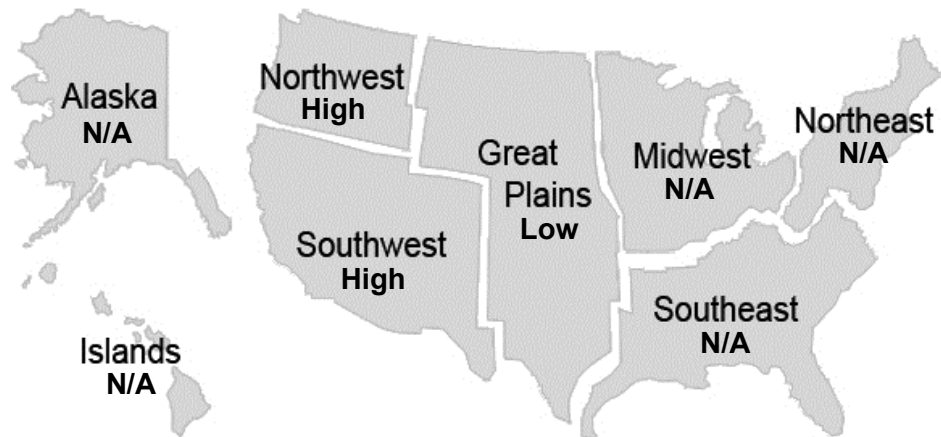 Alaska
N/A
Northwest
High
Great
Plains
Low
Midwest
N/A
Northeast
N/A
Southwest
High
Southeast
N/A
Islands
N/A